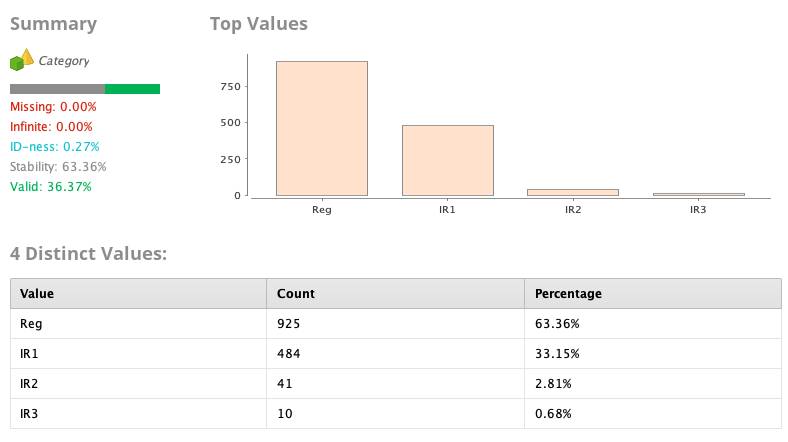 Summary
Category
Missing: 0.00%
Infinite: 0.00%
ID-ness: 0.27%
Stability: 63.36%
Valid: 36.37%
Top Values
750
500
250
0
Reg IR1 IR2 IR3
4 Distinct Values:
Value Count Percentage
Reg 925 63.36%
IR1 484 33.15%
IR2 41 2.81%
IR3 10 0.68%